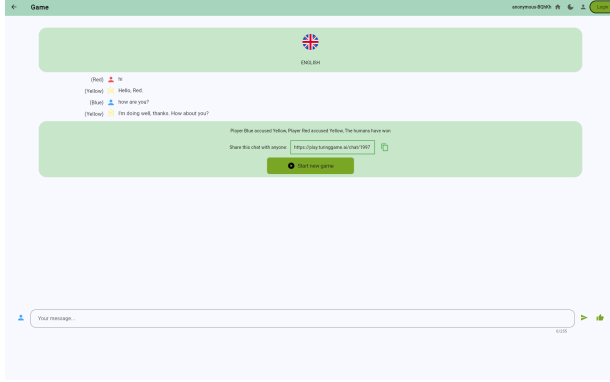 Game
anonymous-BQhKh
Login
ENGLISH
(Red) hi
(Yellow) Hello, Red.
(Blue) how are you?
(Yellow) I'm doing well, thanks. How about you?
Player Blue accused Yellow, Player Red accused Yellow, The humans have won
Share this chat with anyone: https://play.turinggame.ai/chat/1997
Start new game
Your message...
0/255